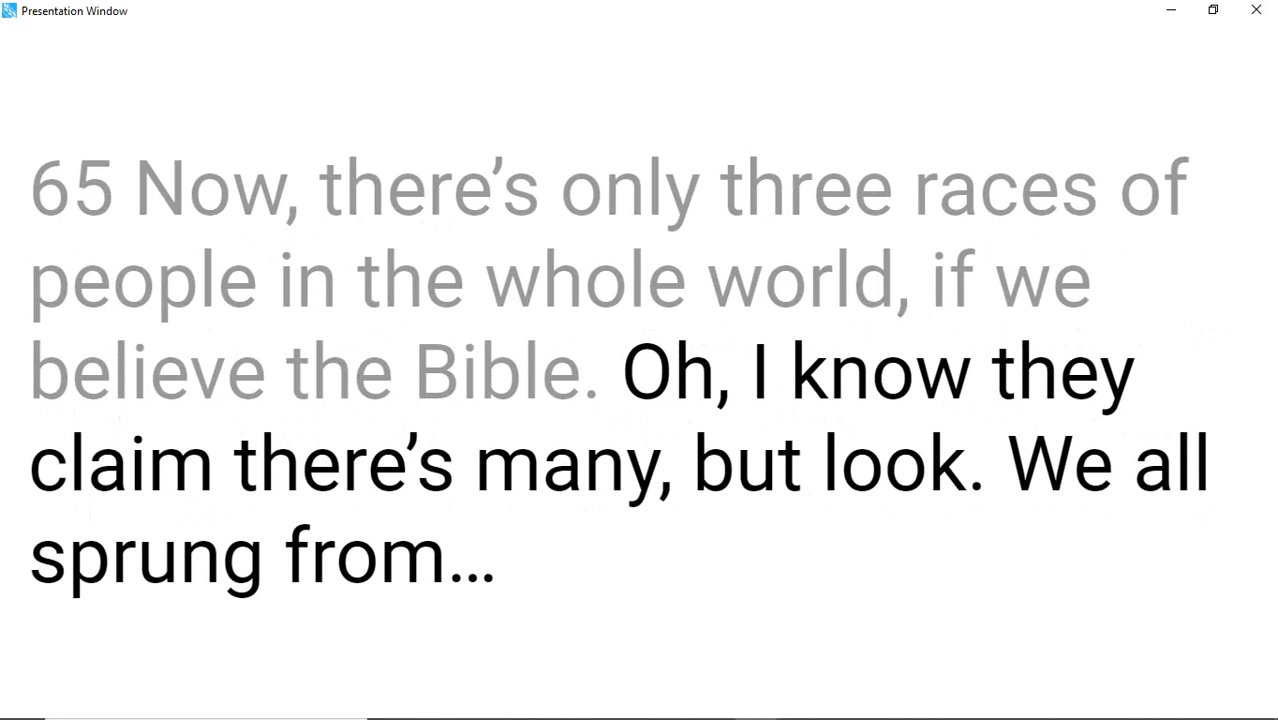 Presentation Window
65 Now, there’s only three races of
people in the whole world, if we
believe the Bible. Oh, I know they
claim there’s many, but look. We all
sprung from…